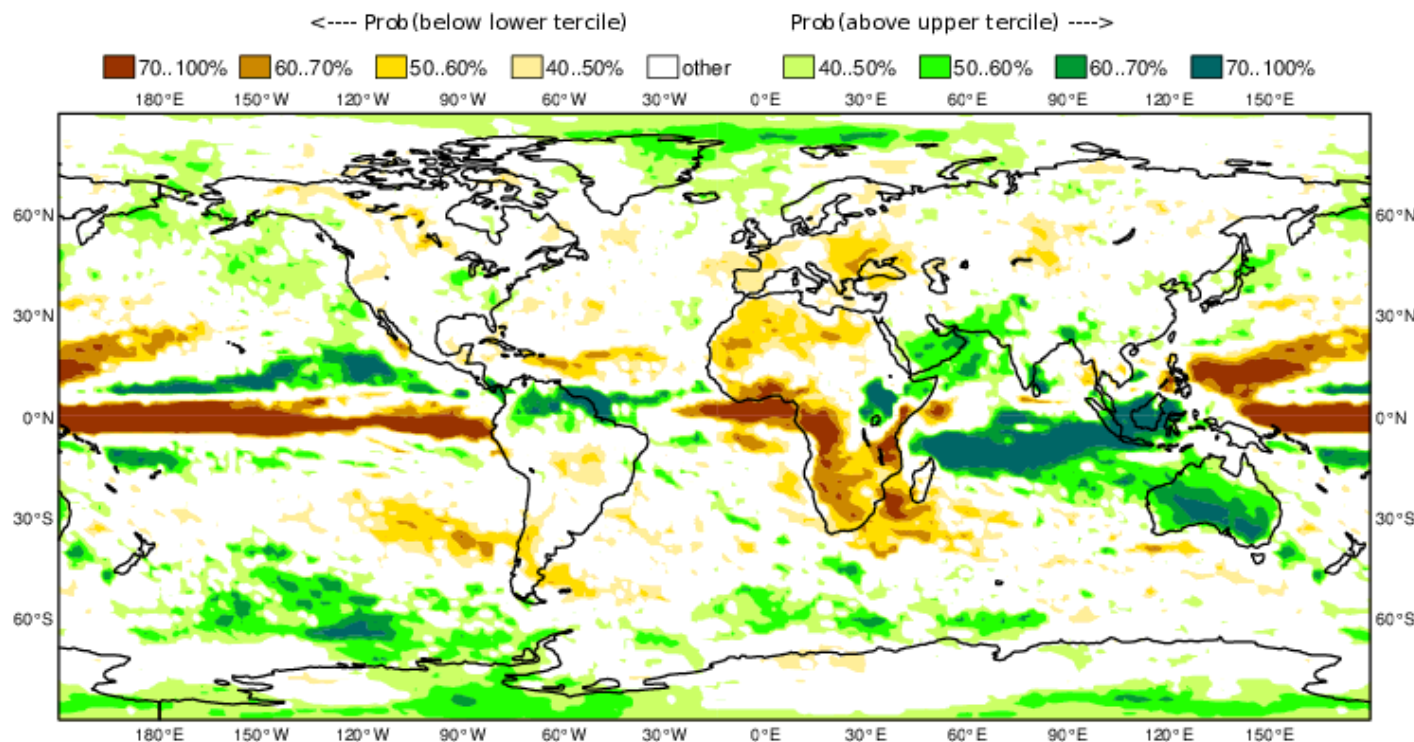 <---- Prob(below lower tercile) Prob(above upper tercile) ---->
70..100% 60..70% 50..60% 40..50% other 40..50% 50..60% 60..70% 70..100%
180°E 150°W 120°W 90°W 60°W 30°W 0°E 30°E 60°E 90°E 120°E 150°E
60°N 60°N
30°N 30°N
0°N 0°N
30°S 30°S
60°S 60°S
180°E 150°W 120°W 90°W 60°W 30°W 0°E 30°E 60°E 90°E 120°E 150°E